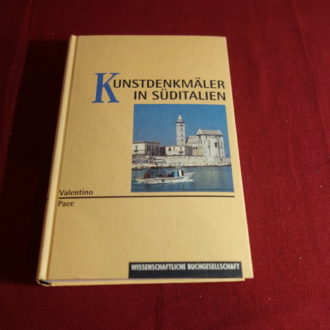 KUNSTDENKMÄLER
IN SÜDITALIEN
Valentino
Pace
WISSENSCHAFTLICHE BUCHGESELLSCHAFT